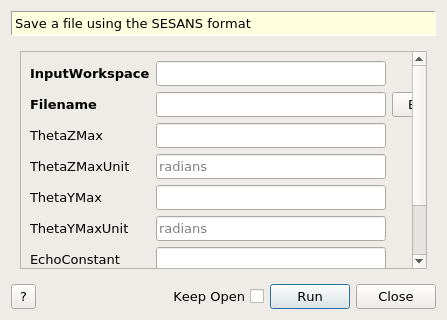 Save a file using the SESANS format
InputWorkspace
Filename
ThetaZMax
ThetaZMaxUnit radians
ThetaYMax
ThetaYMaxUnit radians
EchoConstant
? Keep Open Run Close